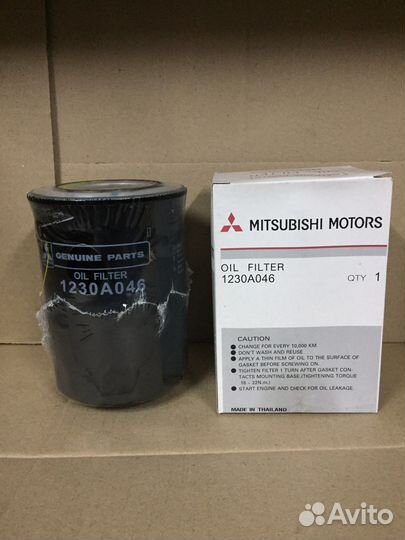 GENUINE PARTS
OIL FILTER
1230A046
MITSUBISHI MOTORS
OIL FILTER
1230A046
QTY 1
CAUTION
● CHANGE FOR EVERY 10,000 KM.
● DON'T WASH AND REUSE
● APPLY A THIN FILM OF OIL TO THE SURFACE OF
GASKET BEFORE SCREWING ON.
● TIGHTEN FILTER 1 TURN AFTER GASKET CON-
TACTS MOUNTING BASE.(TIGHTENING TORQUE
18 - 22N.m.)
● START ENGINE AND CHECK FOR OIL LEAKAGE.
MADE IN THAILAND
Avito